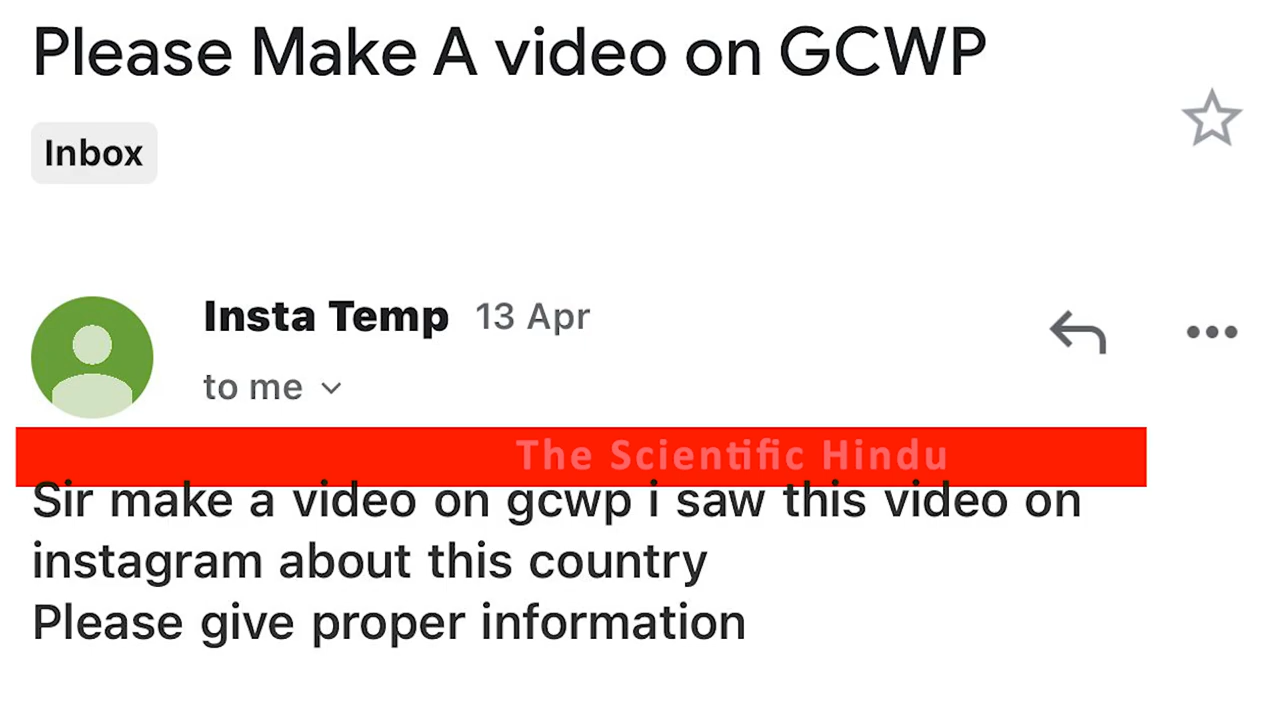 Please Make A video on GCWP
Inbox
Insta Temp 13 Apr
to me
The Scientific Hindu
Sir make a video on gcwp i saw this video on
instagram about this country
Please give proper information